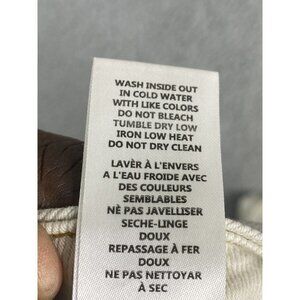 WASH INSIDE OUT
IN COLD WATER
WITH LIKE COLORS
DO NOT BLEACH
TUMBLE DRY LOW
IRON LOW HEAT
DO NOT DRY CLEAN
LAVÈR À L'ENVERS
A L'EAU FROIDE AVEC
DES COULEURS
SEMBLABLES
NÈ PAS JAVELLISER
SECHE-LINGE
DOUX
REPASSAGE À FER
DOUX
NE PAS NETTOYER
À SEC